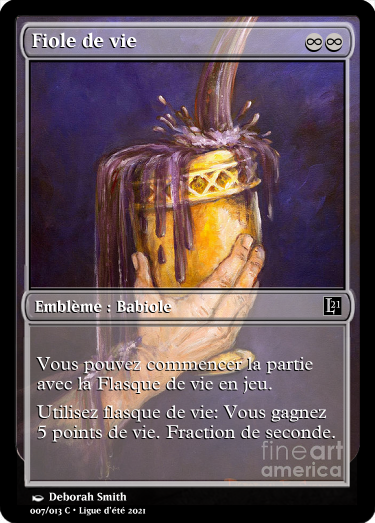 Fiole de vie ∞∞
Emblème : Babiole L21
Vous pouvez commencer la partie
avec la Flasque de vie en jeu.
Utilisez flasque de vie: Vous gagnez
5 points de vie. Fraction de seconde.
fineart
america
Deborah Smith
007/013 C • Ligue d'été 2021